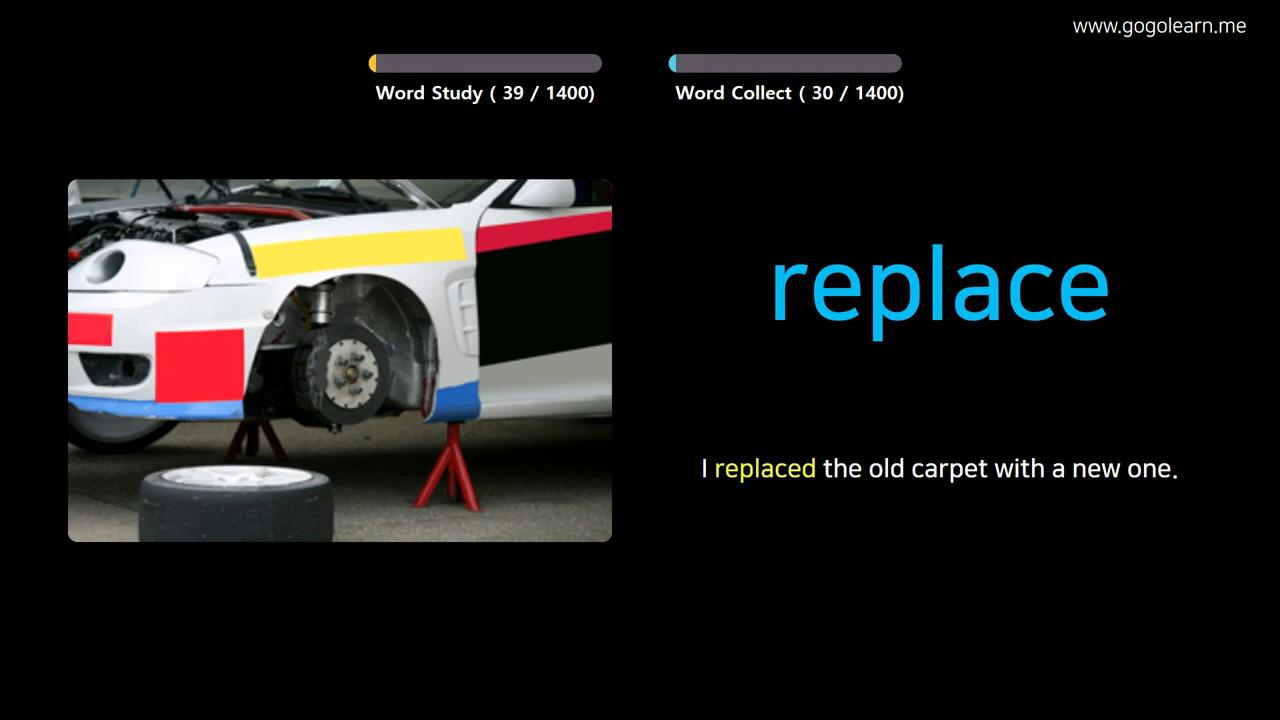 www.gogolearn.me
Word Study ( 39 / 1400)
Word Collect ( 30 / 1400)
replace
I replaced the old carpet with a new one.